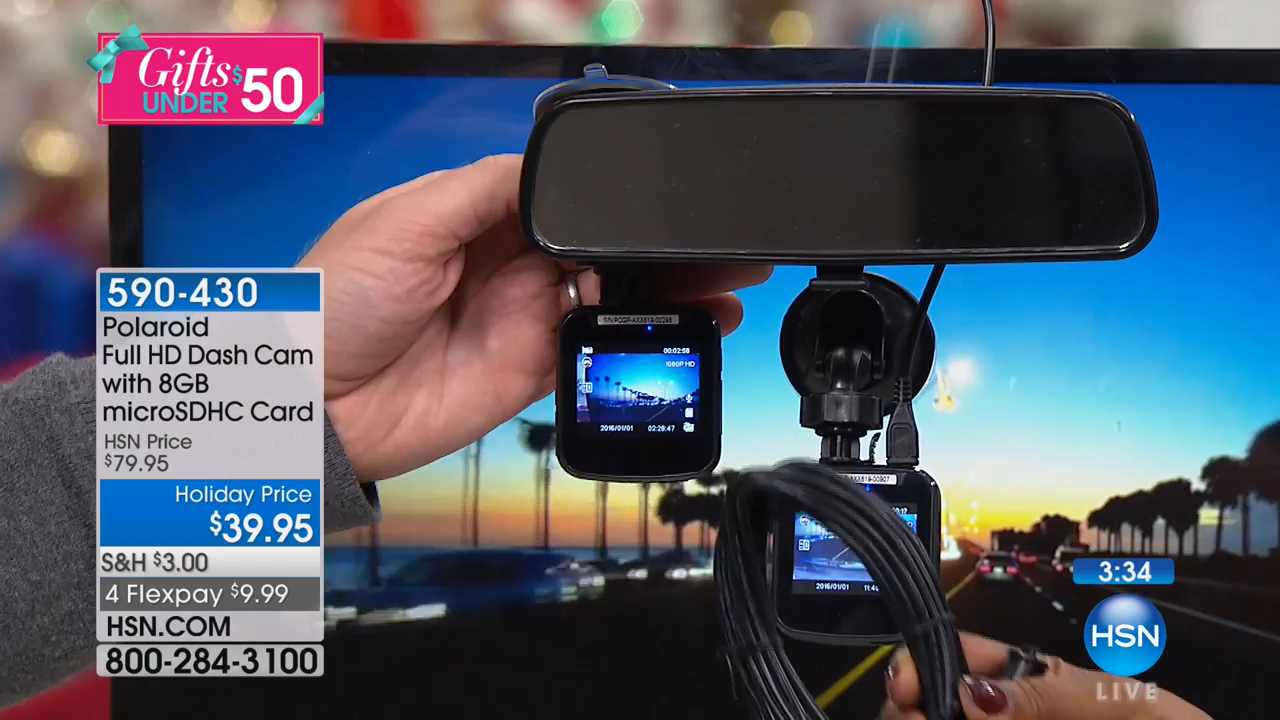 Gifts
UNDER $50
590-430
Polaroid
Full HD Dash Cam
with 8GB
microSDHC Card
HSN Price
$79.95
Holiday Price
$39.95
S&H $3.00
4 Flexpay $9.99
HSN.COM
800-284-3100
00:02:58
1080P HD
2016/01/01 02:28:47
2016/01/01
3:34
HSN
LIVE